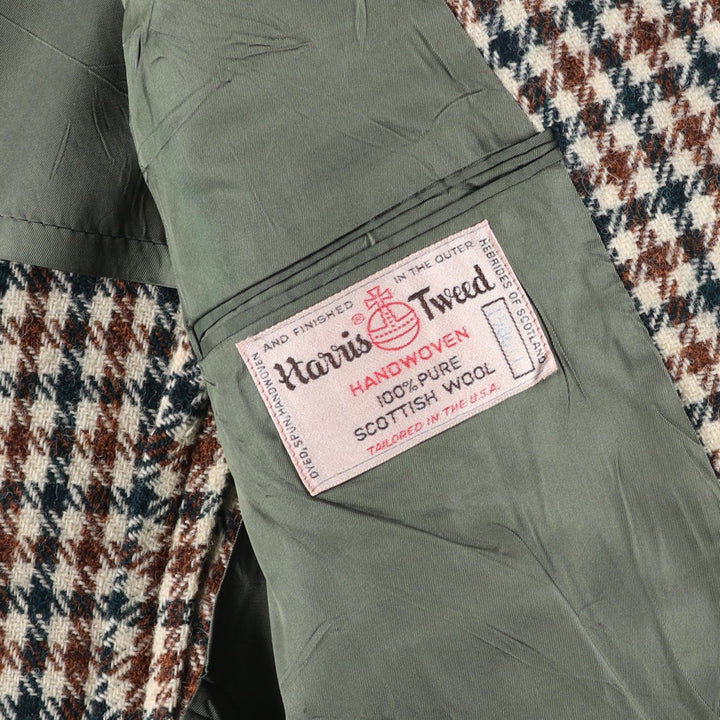 DYED, SPUN, HANDWOVEN
AND FINISHED IN THE OUTER
HEBRIDES OF SCOTLAND
Harris ® Tweed
HANDWOVEN
100% PURE
SCOTTISH WOOL
TAILORED IN THE U.S.A.